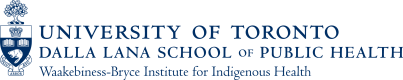 UNIVERSITY OF TORONTO
DALLA LANA SCHOOL OF PUBLIC HEALTH
Waakebiness-Bryce Institute for Indigenous Health